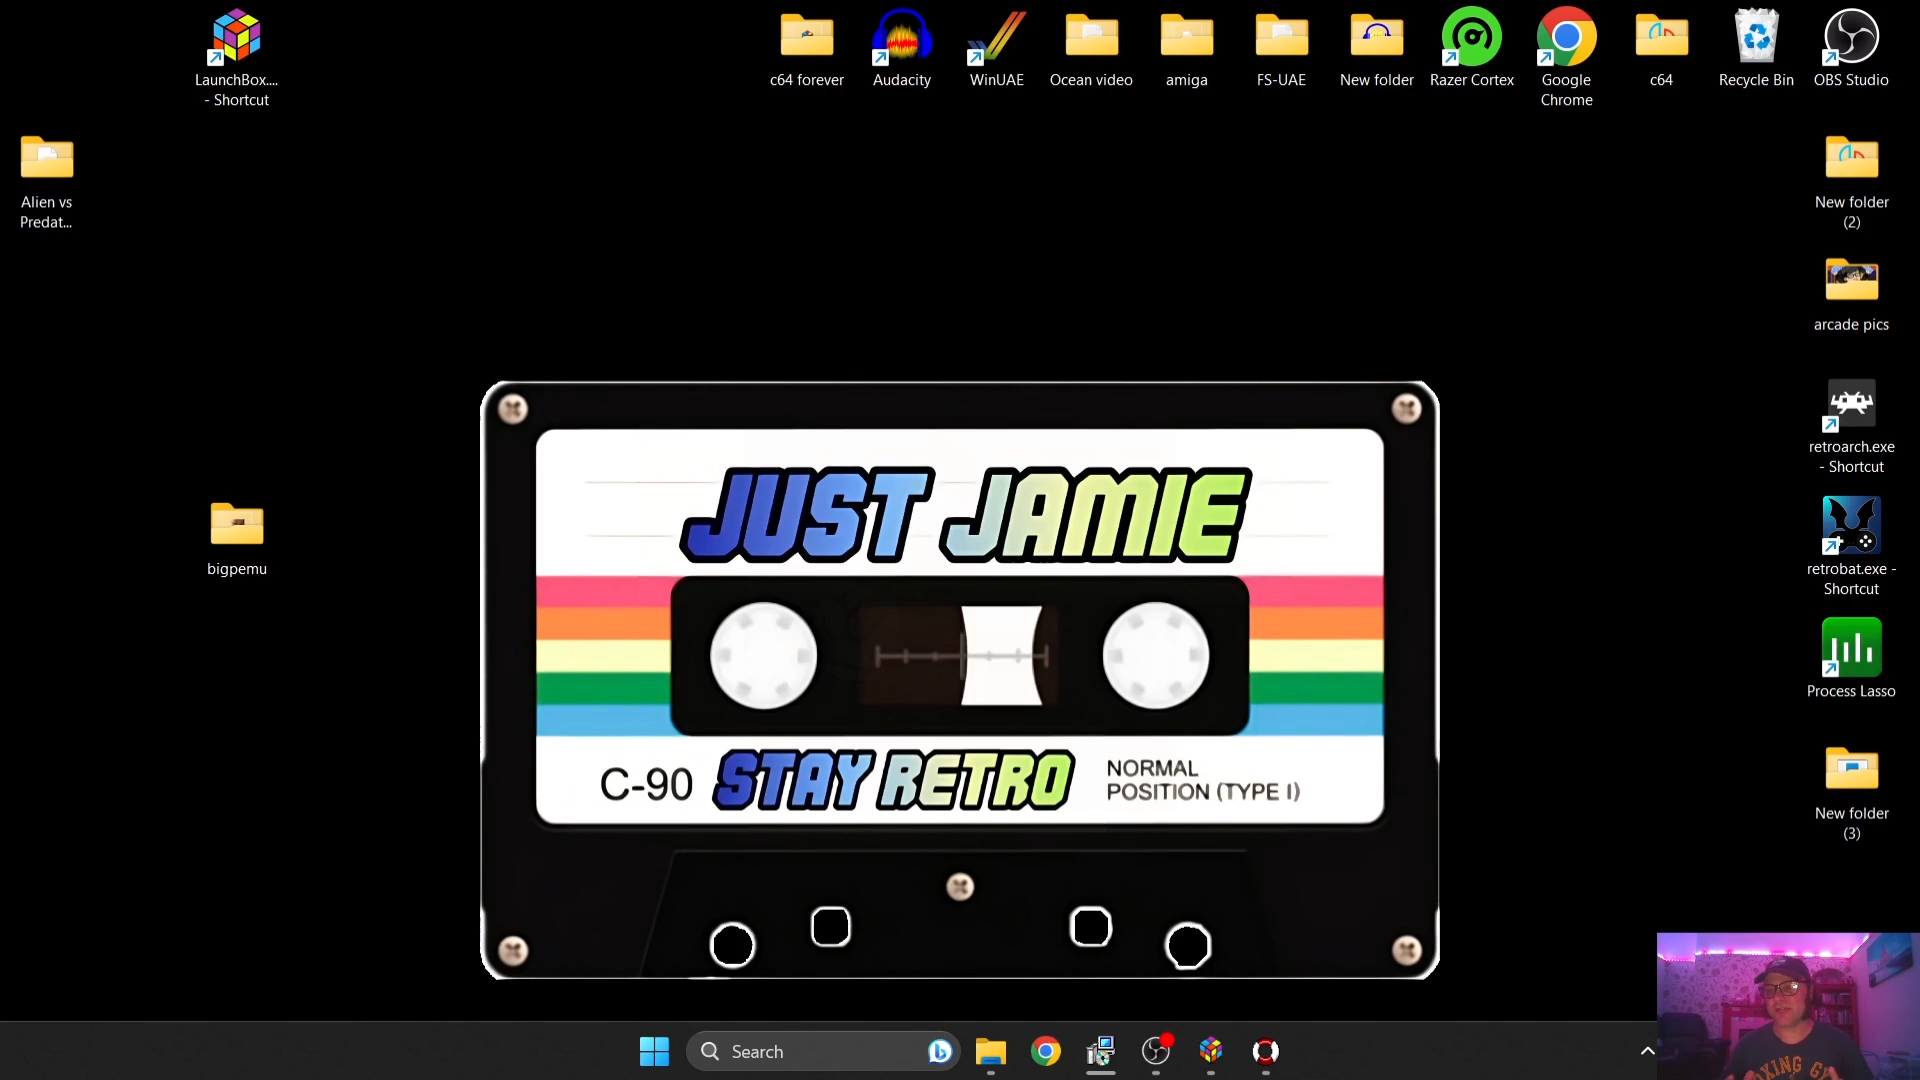 LaunchBox....
- Shortcut
c64 forever
Audacity
WinUAE
Ocean video
amiga
FS-UAE
New folder
Razer Cortex
Google
Chrome
c64
Recycle Bin
OBS Studio
Alien vs
Predat...
New folder
(2)
arcade pics
retroarch.exe
- Shortcut
bigpemu
retrobat.exe -
Shortcut
Process Lasso
New folder
(3)
JUST JAMIE
C-90
STAY RETRO
NORMAL
POSITION (TYPE I)
Search